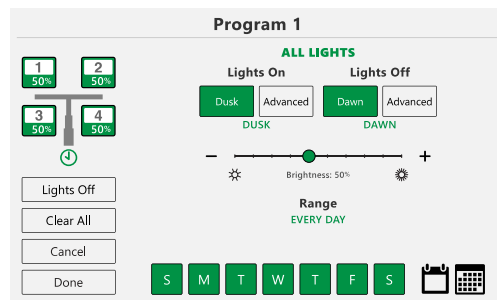 Program 1
ALL LIGHTS
Lights On Lights Off
Dusk Advanced Dawn Advanced
DUSK DAWN
1 2
50% 50%
3 4
50% 50%
− +
Brightness: 50%
Range
EVERY DAY
Lights Off
Clear All
Cancel
Done
S M T W T F S